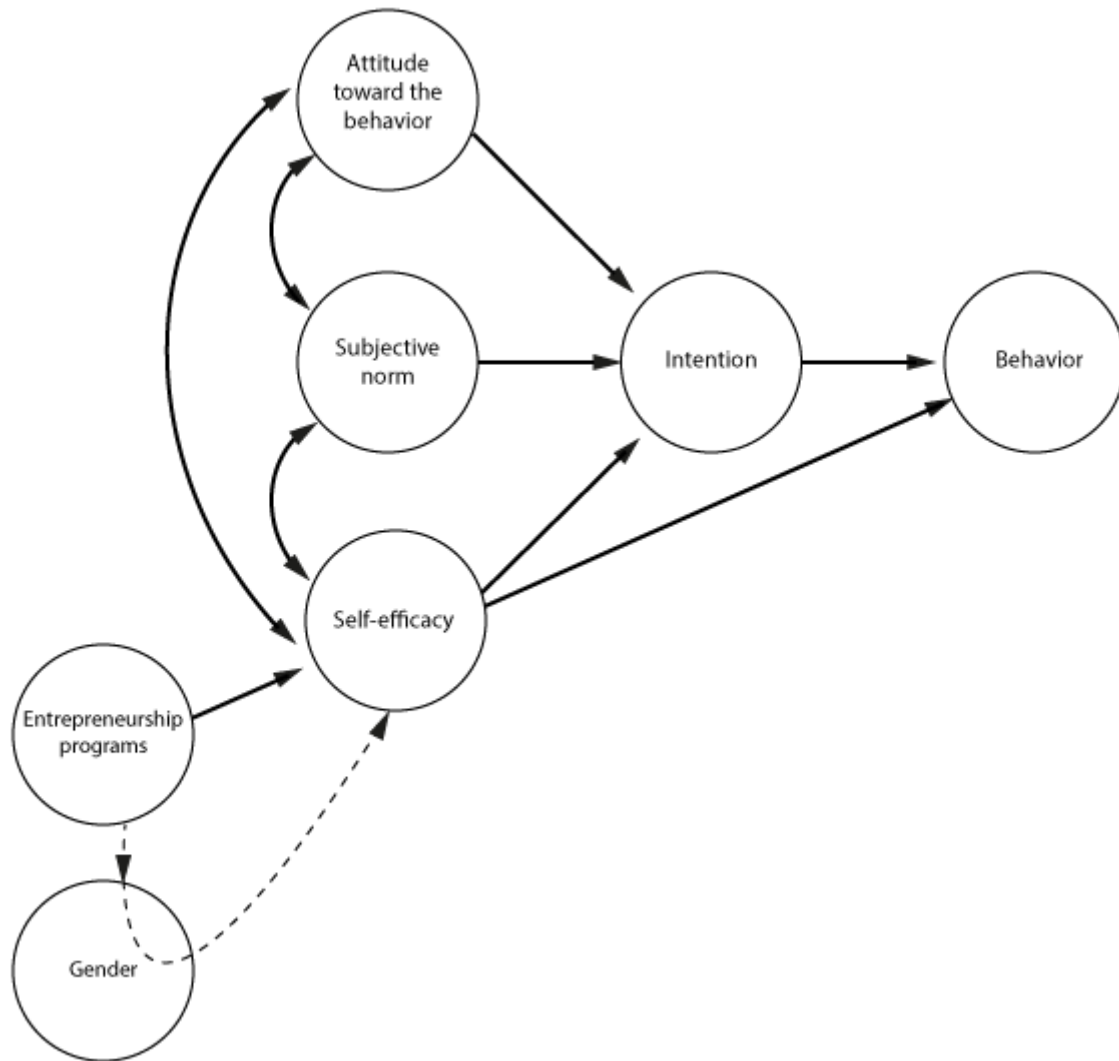 Attitude
toward the
behavior
Subjective
norm
Intention
Behavior
Self-efficacy
Entrepreneurship
programs
Gender